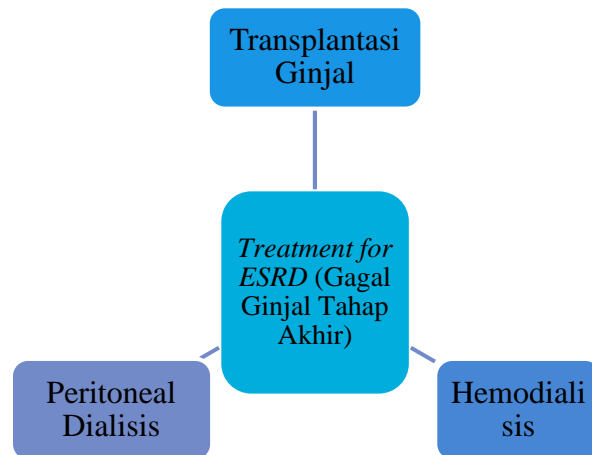 Transplantasi
Ginjal
Treatment for
ESRD (Gagal
Ginjal Tahap
Akhir)
Peritoneal
Dialisis
Hemodiali
sis